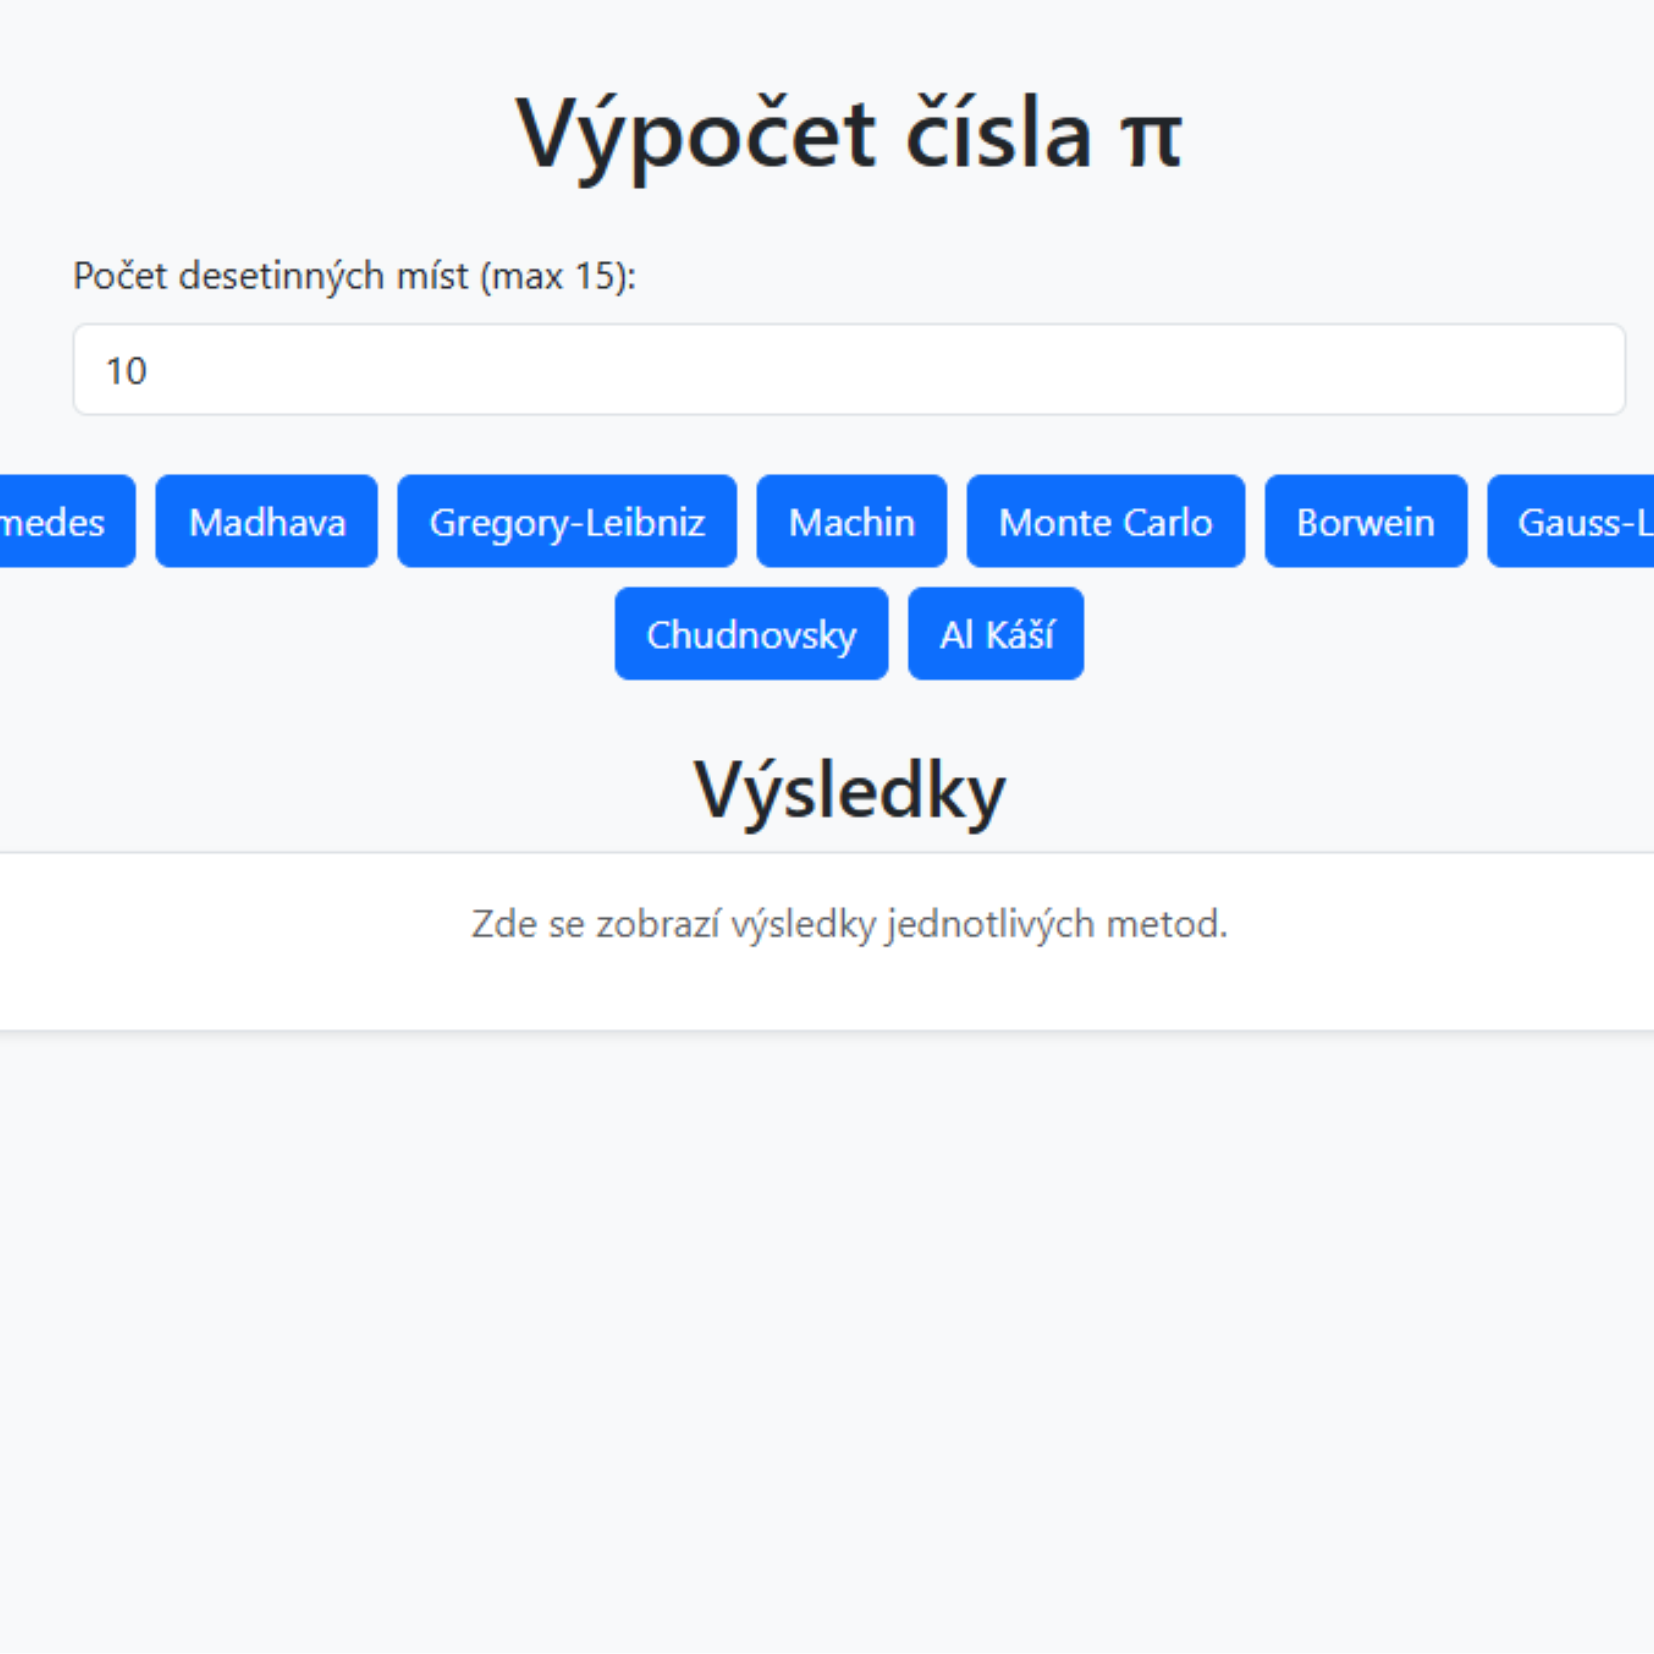 Výpočet čísla π
Počet desetinných míst (max 15):
10
medes Madhava Gregory-Leibniz Machin Monte Carlo Borwein Gauss-L
Chudnovsky Al Káší
Výsledky
Zde se zobrazí výsledky jednotlivých metod.